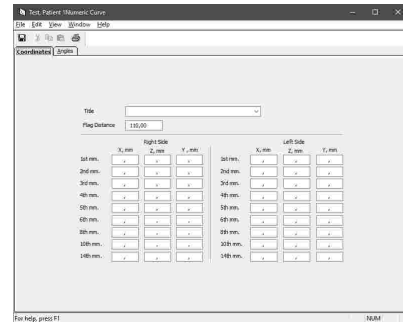 Test, Patient 1Numeric Curve
File Edit View Window Help
Coordinates Angles
Title
Flag Distance 110,00
Right Side Left Side
X, mm Z, mm Y, mm X, mm Z, mm Y, mm
1st mm. , , , 1st mm. , , ,
2nd mm. , , , 2nd mm. , , ,
3rd mm. , , , 3rd mm. , , ,
4th mm. , , , 4th mm. , , ,
5th mm. , , , 5th mm. , , ,
6th mm. , , , 6th mm. , , ,
8th mm. , , , 8th mm. , , ,
10th mm. , , , 10th mm. , , ,
14th mm. , , , 14th mm. , , ,
For help, press F1 NUM